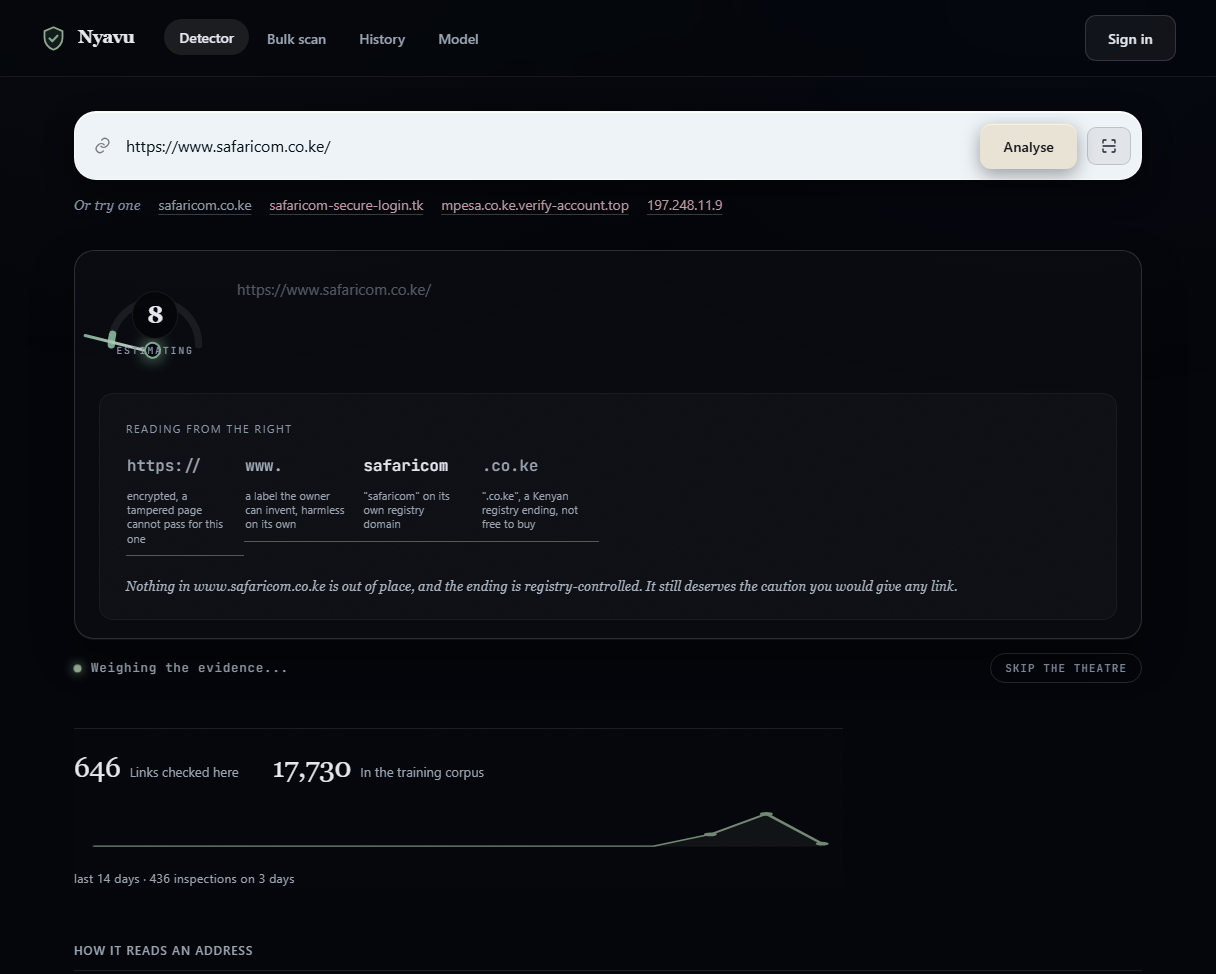 Nyavu Detector Bulk scan History Model Sign in
https://www.safaricom.co.ke/ Analyse
Or try one safaricom.co.ke safaricom-secure-login.tk mpesa.co.ke.verify-account.top 197.248.11.9
https://www.safaricom.co.ke/
8
ESTIMATING
READING FROM THE RIGHT
https:// www. safaricom .co.ke
encrypted, a tampered page cannot pass for this one
a label the owner can invent, harmless on its own
"safaricom" on its own registry domain
".co.ke", a Kenyan registry ending, not free to buy
Nothing in www.safaricom.co.ke is out of place, and the ending is registry-controlled. It still deserves the caution you would give any link.
Weighing the evidence... SKIP THE THEATRE
646 Links checked here 17,730 In the training corpus
last 14 days · 436 inspections on 3 days
HOW IT READS AN ADDRESS